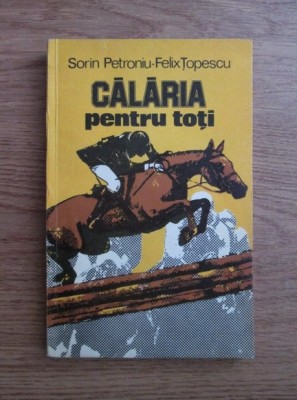 Sorin Petroniu-Felix Țopescu
CĂLĂRIA
pentru toți